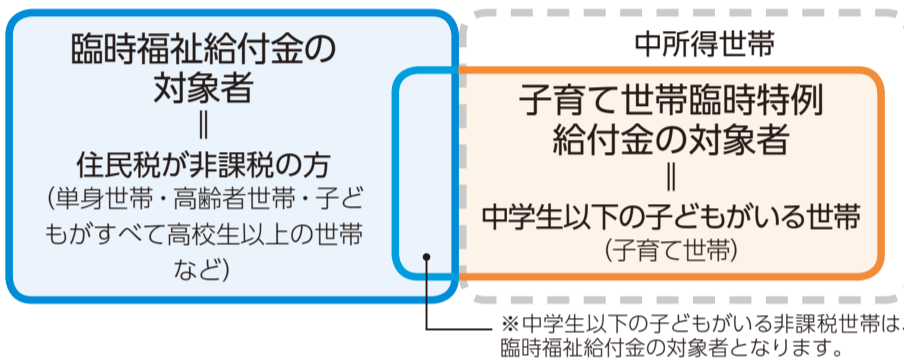 臨時福祉給付金の
対象者
＝
住民税が非課税の方
(単身世帯・高齢者世帯・子ど
もがすべて高校生以上の世帯
など)
中所得世帯
子育て世帯臨時特例
給付金の対象者
＝
中学生以下の子どもがいる世帯
(子育て世帯)
※中学生以下の子どもがいる非課税世帯は、
臨時福祉給付金の対象者となります。